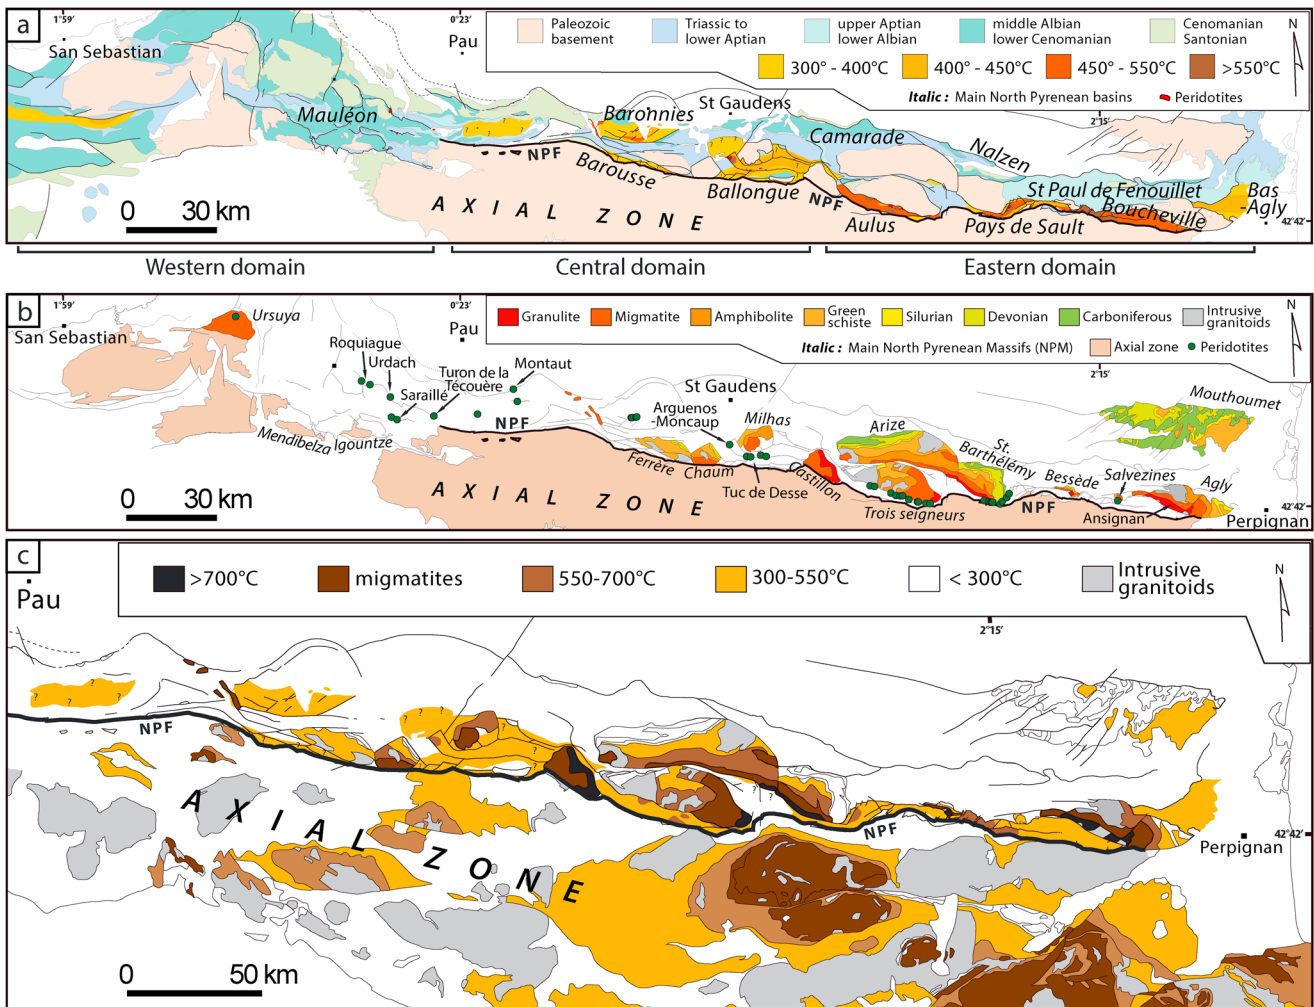 a
1°59′
0°23′
San Sebastian
Pau
Paleozoic
basement
Triassic to
lower Aptian
upper Aptian
lower Albian
middle Albian
lower Cenomanian
Cenomanian
Santonian
N
300° - 400°C
400° - 450°C
450° - 550°C
>550°C
Italic : Main North Pyrenean basins
Peridotites
2°15′
Mauléon
? ? ?
Baronnies
St Gaudens
Camarade
Nalzen
NPF
Barousse
Ballongue
NPF
St Paul de Fenouillet
Bas
-Agly
Boucheville
42°42′
Aulus
Pays de Sault
AXIAL ZONE
0 30 km
Western domain
Central domain
Eastern domain
b
1°59′
0°23′
San Sebastian
Ursuya
Pau
Granulite
Migmatite
Amphibolite
Green
schiste
Silurian
Devonian
Carboniferous
Intrusive
granitoids
N
Italic : Main North Pyrenean Massifs (NPM)
Axial zone
Peridotites
2°15′
Roquiague
Urdach
Saraillé
Turon de la
Técouère
Montaut
St Gaudens
Arguenos
-Moncaup
Milhas
Arize
St.
Barthélémy
Mouthoumet
Mendibelza
Igountze
NPF
Ferrère
Chaum
Castillon
Tuc de Desse
Trois seigneurs
NPF
Bessède
Salvezines
Agly
Ansignan
42°42′
Perpignan
AXIAL ZONE
0 30 km
c
Pau
>700°C
migmatites
550-700°C
300-550°C
< 300°C
Intrusive
granitoids
N
2°15′
? ? ?
NPF
? ?
?
?
? ?
NPF
42°42′
Perpignan
AXIAL ZONE
0 50 km